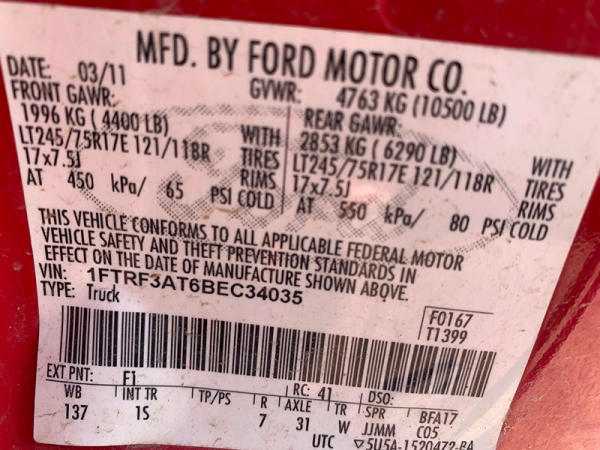 MFD. BY FORD MOTOR CO.
DATE: 03/11 GVWR: 4763 KG (10500 LB)
FRONT GAWR: REAR GAWR:
1996 KG (4400 LB) WITH 2853 KG (6290 LB) WITH
LT245/75R17E 121/118R TIRES LT245/75R17E 121/118R TIRES
17x7.5J RIMS 17x7.5J RIMS
AT 450 kPa/ 65 PSI COLD AT 550 kPa/ 80 PSI COLD
THIS VEHICLE CONFORMS TO ALL APPLICABLE FEDERAL MOTOR
VEHICLE SAFETY AND THEFT PREVENTION STANDARDS IN
EFFECT ON THE DATE OF MANUFACTURE SHOWN ABOVE.
VIN: 1FTRF3AT6BEC34035
TYPE: Truck F0167
T1399
EXT PNT: F1 RC: 41 DSO:
WB INT TR TP/PS R AXLE TR SPR BFA17
137 1S 7 31 W JJMM C05
UTC ▽5U5A-1520472-BA